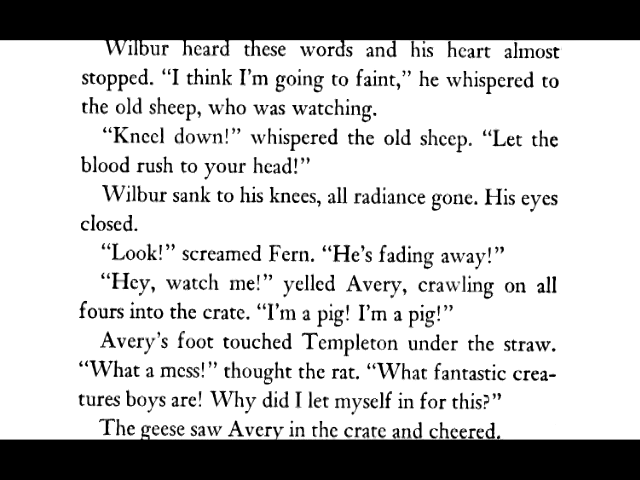 Wilbur heard these words and his heart almost
stopped. “I think I’m going to faint,” he whispered to
the old sheep, who was watching.
“Kneel down!” whispered the old sheep. “Let the
blood rush to your head!”
Wilbur sank to his knees, all radiance gone. His eyes
closed.
“Look!” screamed Fern. “He’s fading away!”
“Hey, watch me!” yelled Avery, crawling on all
fours into the crate. “I’m a pig! I’m a pig!”
Avery’s foot touched Templeton under the straw.
“What a mess!” thought the rat. “What fantastic crea-
tures boys are! Why did I let myself in for this?”
The geese saw Avery in the crate and cheered.